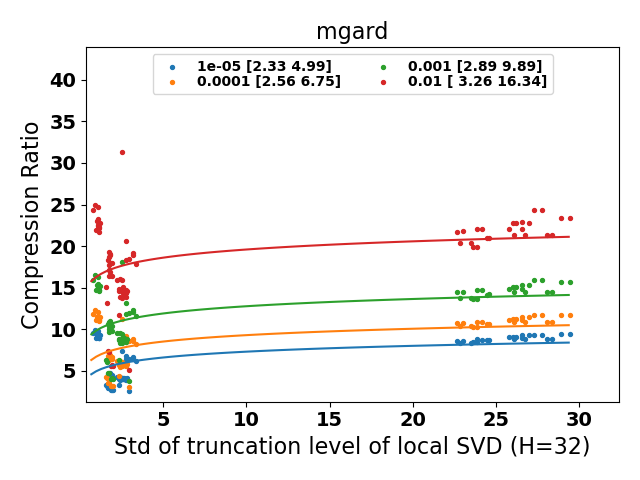 mgard
1e-05 [2.33 4.99]
0.0001 [2.56 6.75]
0.001 [2.89 9.89]
0.01 [ 3.26 16.34]
Compression Ratio
40
35
30
25
20
15
10
5
5 10 15 20 25 30
Std of truncation level of local SVD (H=32)